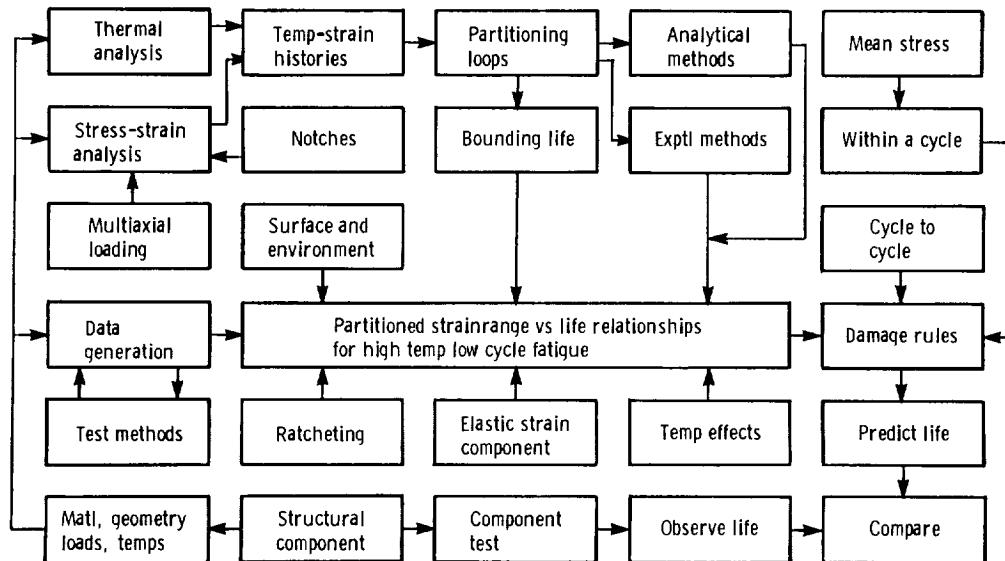 Thermal
analysis
Temp-strain
histories
Partitioning
loops
Analytical
methods
Mean stress
Stress-strain
analysis
Notches
Bounding life
Exptl methods
Within a cycle
Multiaxial
loading
Surface and
environment
Cycle to
cycle
Data
generation
Partitioned strainrange vs life relationships
for high temp low cycle fatigue
Damage rules
Test methods
Ratcheting
Elastic strain
component
Temp effects
Predict life
Matl, geometry
loads, temps
Structural
component
Component
test
Observe life
Compare